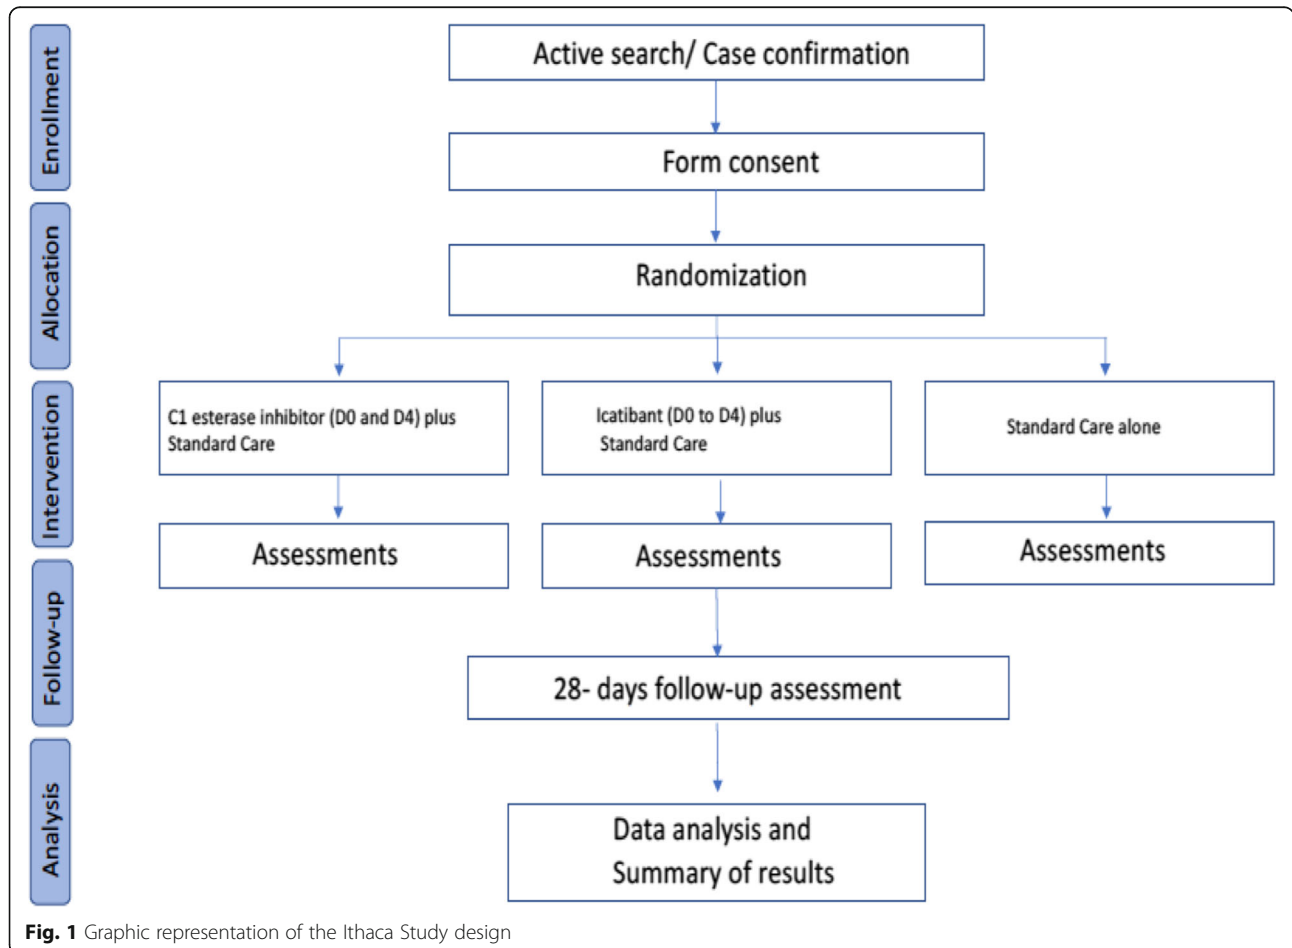 Enrollment
Active search/ Case confirmation
Form consent
Allocation
Randomization
Intervention
C1 esterase inhibitor (D0 and D4) plus
Standard Care
Icatibant (D0 to D4) plus
Standard Care
Standard Care alone
Assessments
Assessments
Assessments
Follow-up
28- days follow-up assessment
Analysis
Data analysis and
Summary of results
Fig. 1 Graphic representation of the Ithaca Study design